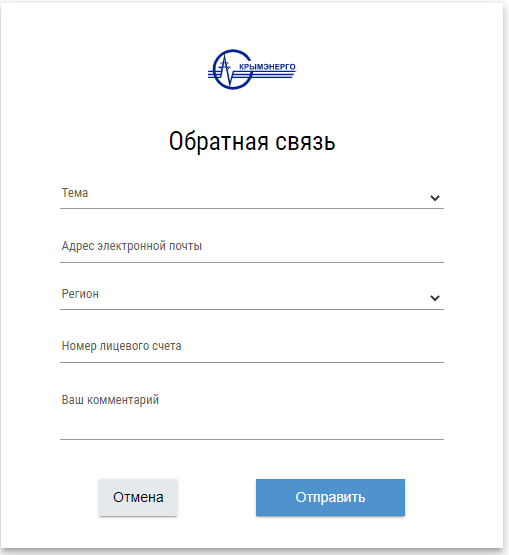 КРЫМЭНЕРГО
Обратная связь
Тема
Адрес электронной почты
Регион
Номер лицевого счета
Ваш комментарий
Отмена
Отправить